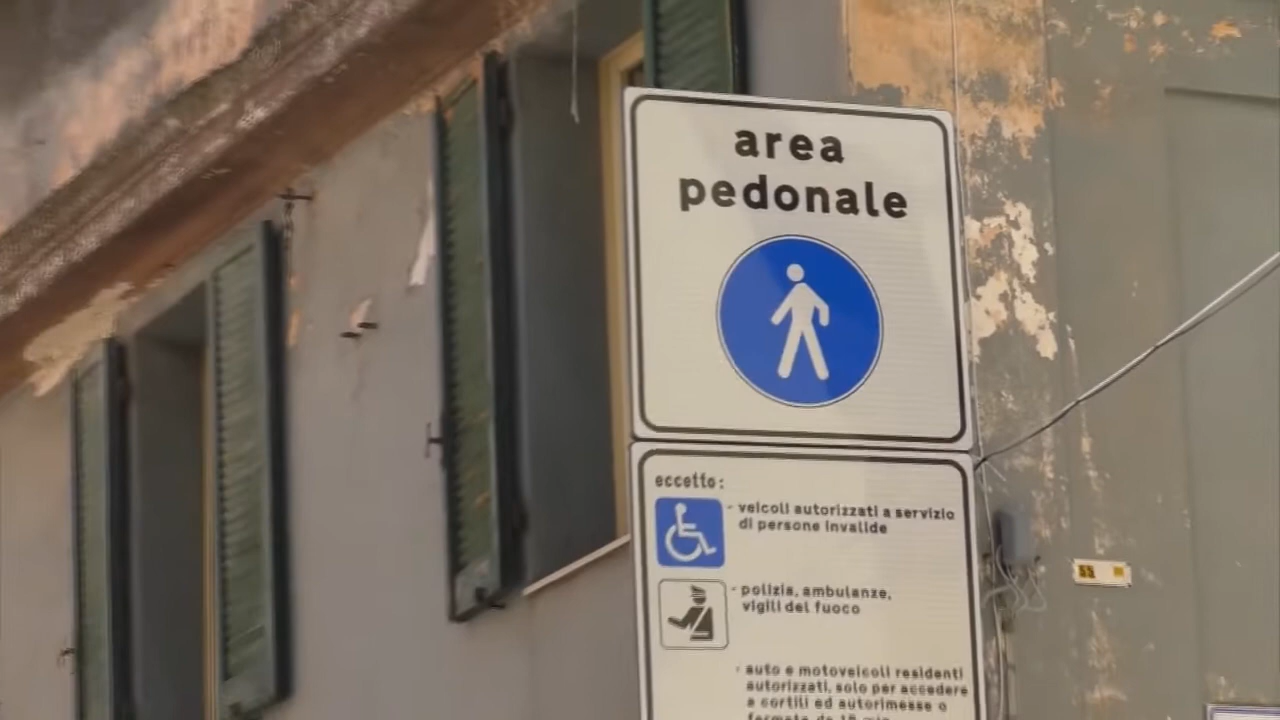 area
pedonale
eccetto:
- veicoli autorizzati a servizio
di persone invalide
- polizia, ambulanze,
vigili del fuoco
- auto e motoveicoli residenti
autorizzati, solo per accedere
a cortili ed autorimesse o
fermata da 15 min